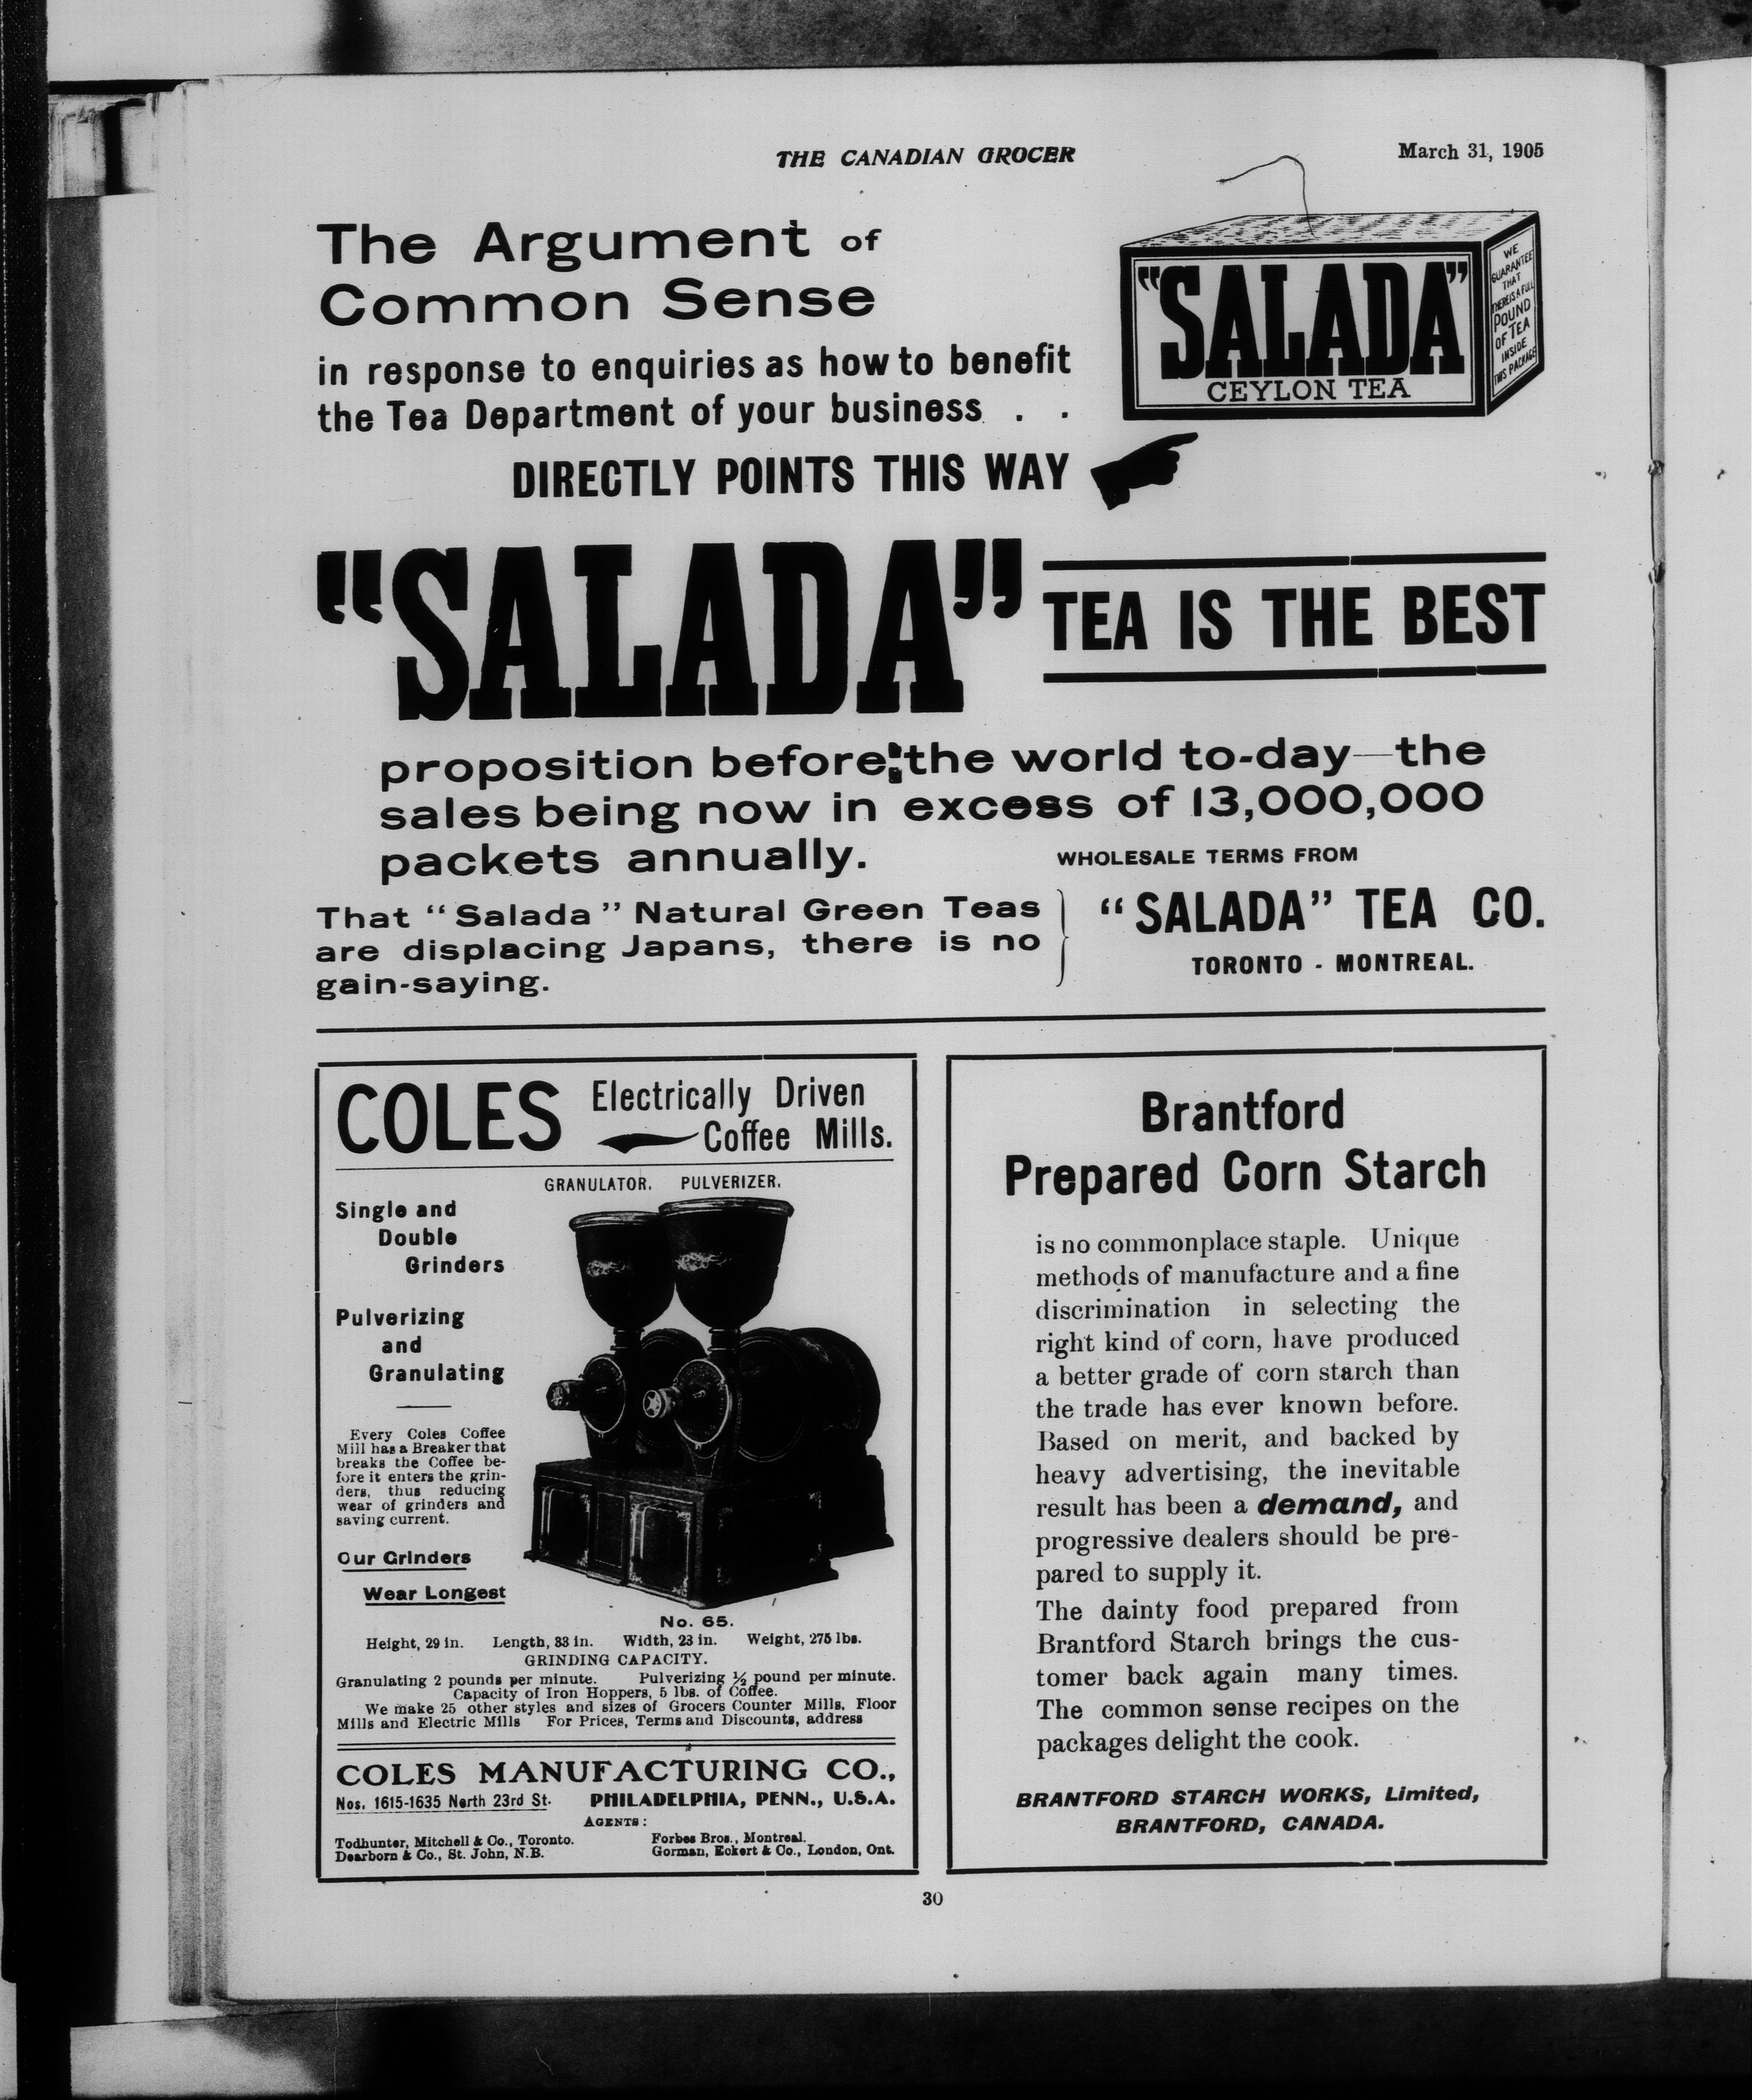 THE CANADIAN GROCER
March 31, 1905
The Argument of
Common Sense
in response to enquiries as how to benefit
the Tea Department of your business . .
DIRECTLY POINTS THIS WAY
"SALADA"
CEYLON TEA
WE
GUARANTEE
THAT
THERE IS A FULL
POUND
OF TEA
INSIDE
THIS PACKAGE
"SALADA" TEA IS THE BEST
proposition before the world to-day—the
sales being now in excess of 13,000,000
packets annually.
That "Salada" Natural Green Teas
are displacing Japans, there is no
gain-saying.
WHOLESALE TERMS FROM
"SALADA" TEA CO.
TORONTO - MONTREAL.
COLES Electrically Driven
Coffee Mills.
GRANULATOR. PULVERIZER.
Single and
Double
Grinders
Pulverizing
and
Granulating
Every Coles Coffee
Mill has a Breaker that
breaks the Coffee be-
fore it enters the grin-
ders, thus reducing
wear of grinders and
saving current.
Our Grinders
Wear Longest
No. 65.
Height, 29 in. Length, 33 in. Width, 23 in. Weight, 275 lbs.
GRINDING CAPACITY.
Granulating 2 pounds per minute. Pulverizing ½ pound per minute.
Capacity of Iron Hoppers, 5 lbs. of Coffee.
We make 25 other styles and sizes of Grocers Counter Mills, Floor
Mills and Electric Mills For Prices, Terms and Discounts, address
COLES MANUFACTURING CO.,
Nos. 1615-1635 North 23rd St. PHILADELPHIA, PENN., U.S.A.
AGENTS:
Todhunter, Mitchell & Co., Toronto. Forbes Bros., Montreal.
Dearborn & Co., St. John, N.B. Gorman, Eckert & Co., London, Ont.
Brantford
Prepared Corn Starch
is no commonplace staple. Unique
methods of manufacture and a fine
discrimination in selecting the
right kind of corn, have produced
a better grade of corn starch than
the trade has ever known before.
Based on merit, and backed by
heavy advertising, the inevitable
result has been a demand, and
progressive dealers should be pre-
pared to supply it.
The dainty food prepared from
Brantford Starch brings the cus-
tomer back again many times.
The common sense recipes on the
packages delight the cook.
BRANTFORD STARCH WORKS, Limited,
BRANTFORD, CANADA.
30